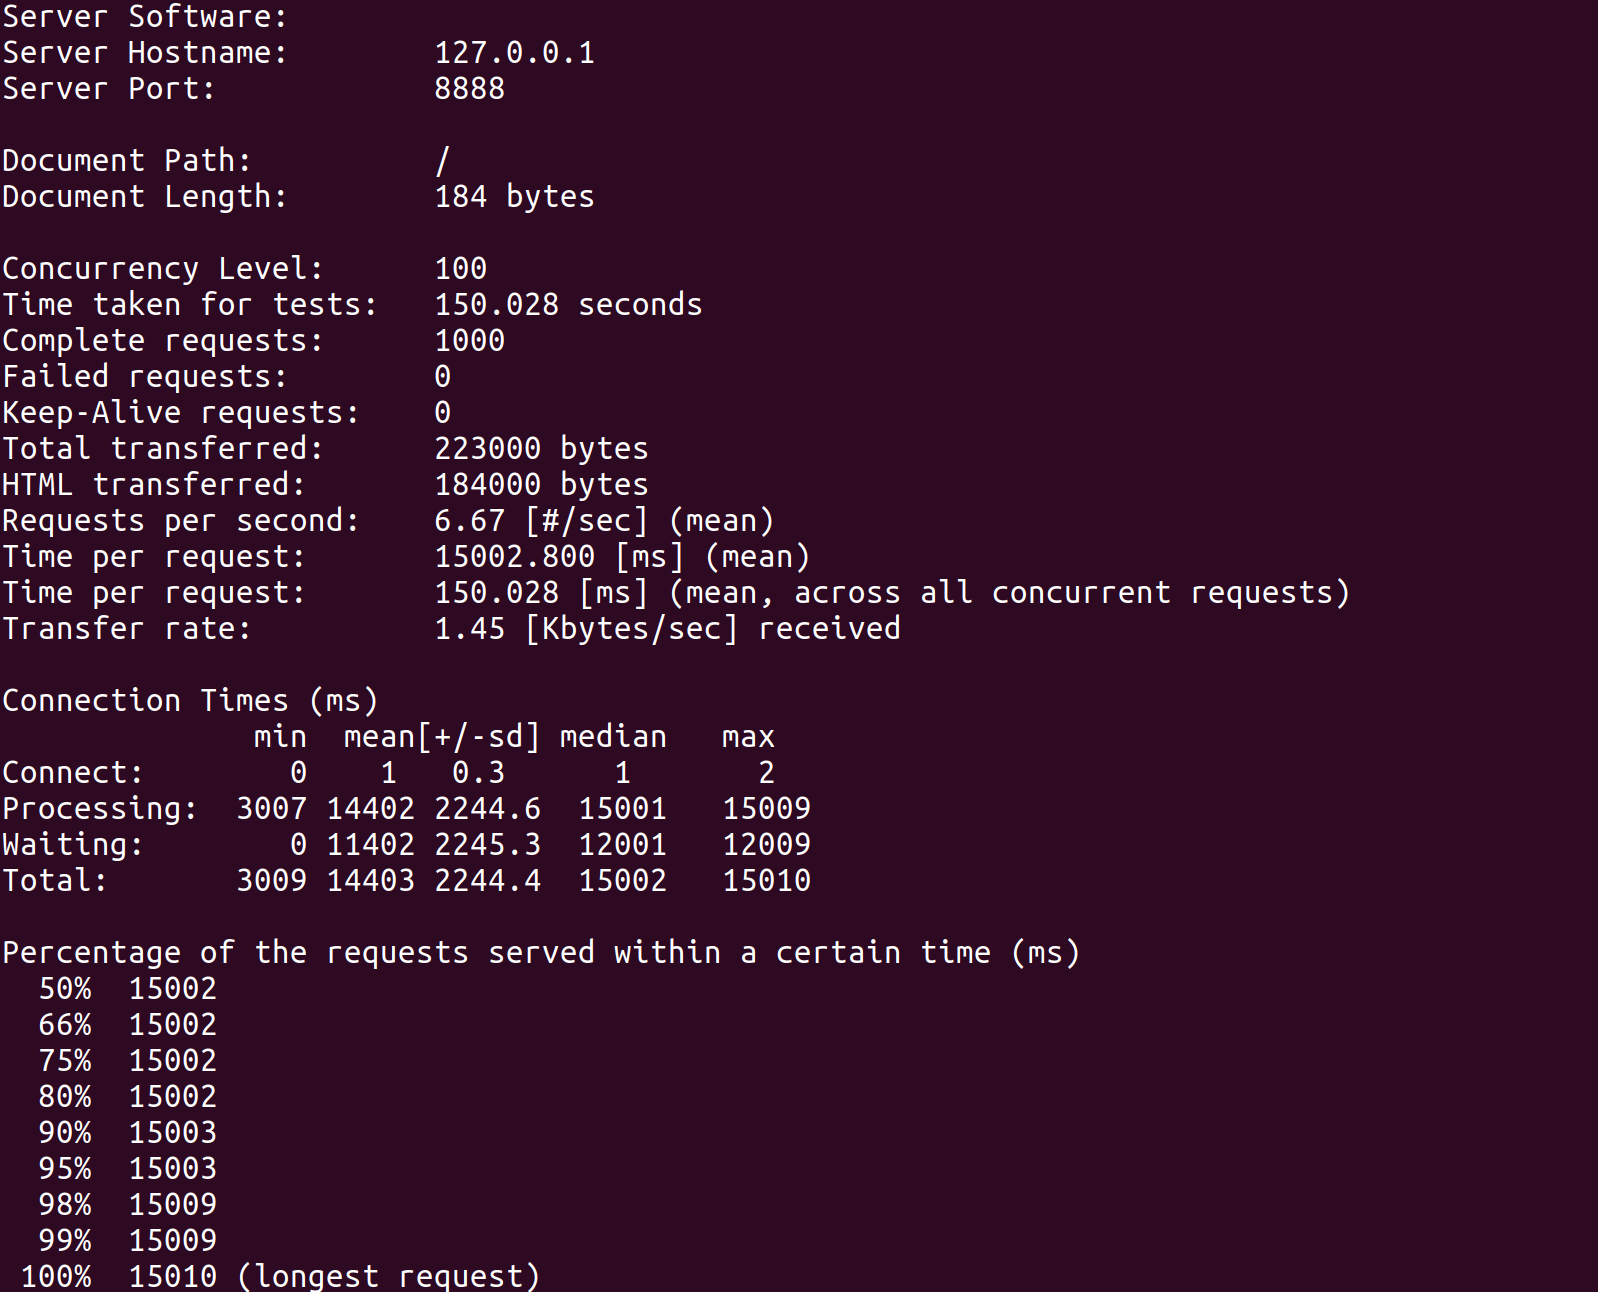 Server Software:
Server Hostname:        127.0.0.1
Server Port:            8888

Document Path:          /
Document Length:        184 bytes

Concurrency Level:      100
Time taken for tests:   150.028 seconds
Complete requests:      1000
Failed requests:        0
Keep-Alive requests:    0
Total transferred:      223000 bytes
HTML transferred:       184000 bytes
Requests per second:    6.67 [#/sec] (mean)
Time per request:       15002.800 [ms] (mean)
Time per request:       150.028 [ms] (mean, across all concurrent requests)
Transfer rate:          1.45 [Kbytes/sec] received

Connection Times (ms)
              min  mean[+/-sd] median   max
Connect:        0    1   0.3      1       2
Processing:  3007 14402 2244.6  15001   15009
Waiting:        0 11402 2245.3  12001   12009
Total:       3009 14403 2244.4  15002   15010

Percentage of the requests served within a certain time (ms)
  50%  15002
  66%  15002
  75%  15002
  80%  15002
  90%  15003
  95%  15003
  98%  15009
  99%  15009
 100%  15010 (longest request)